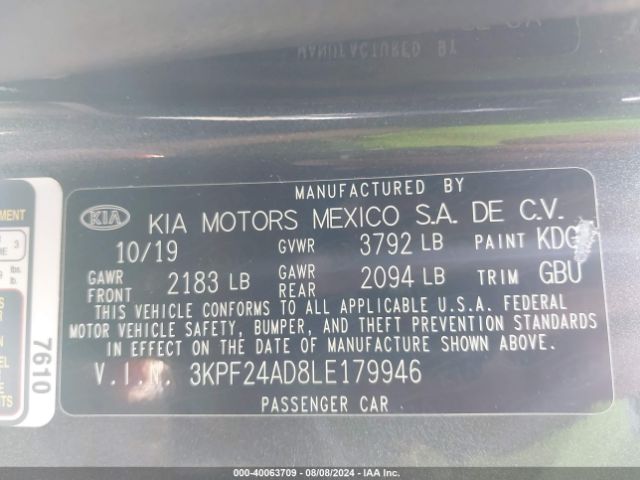 MANUFACTURED BY
MANUFACTURED BY
KIA KIA MOTORS MEXICO S.A. DE C.V.
10/19 GVWR 3792 LB PAINT KDG
GAWR FRONT 2183 LB GAWR REAR 2094 LB TRIM GBU
THIS VEHICLE CONFORMS TO ALL APPLICABLE U.S.A. FEDERAL
MOTOR VEHICLE SAFETY, BUMPER, AND THEFT PREVENTION STANDARDS
IN EFFECT ON THE DATE OF MANUFACTURE SHOWN ABOVE.
V.I.N. 3KPF24AD8LE179946
PASSENGER CAR
7610
000-40063709 - 08/08/2024 - IAA Inc.